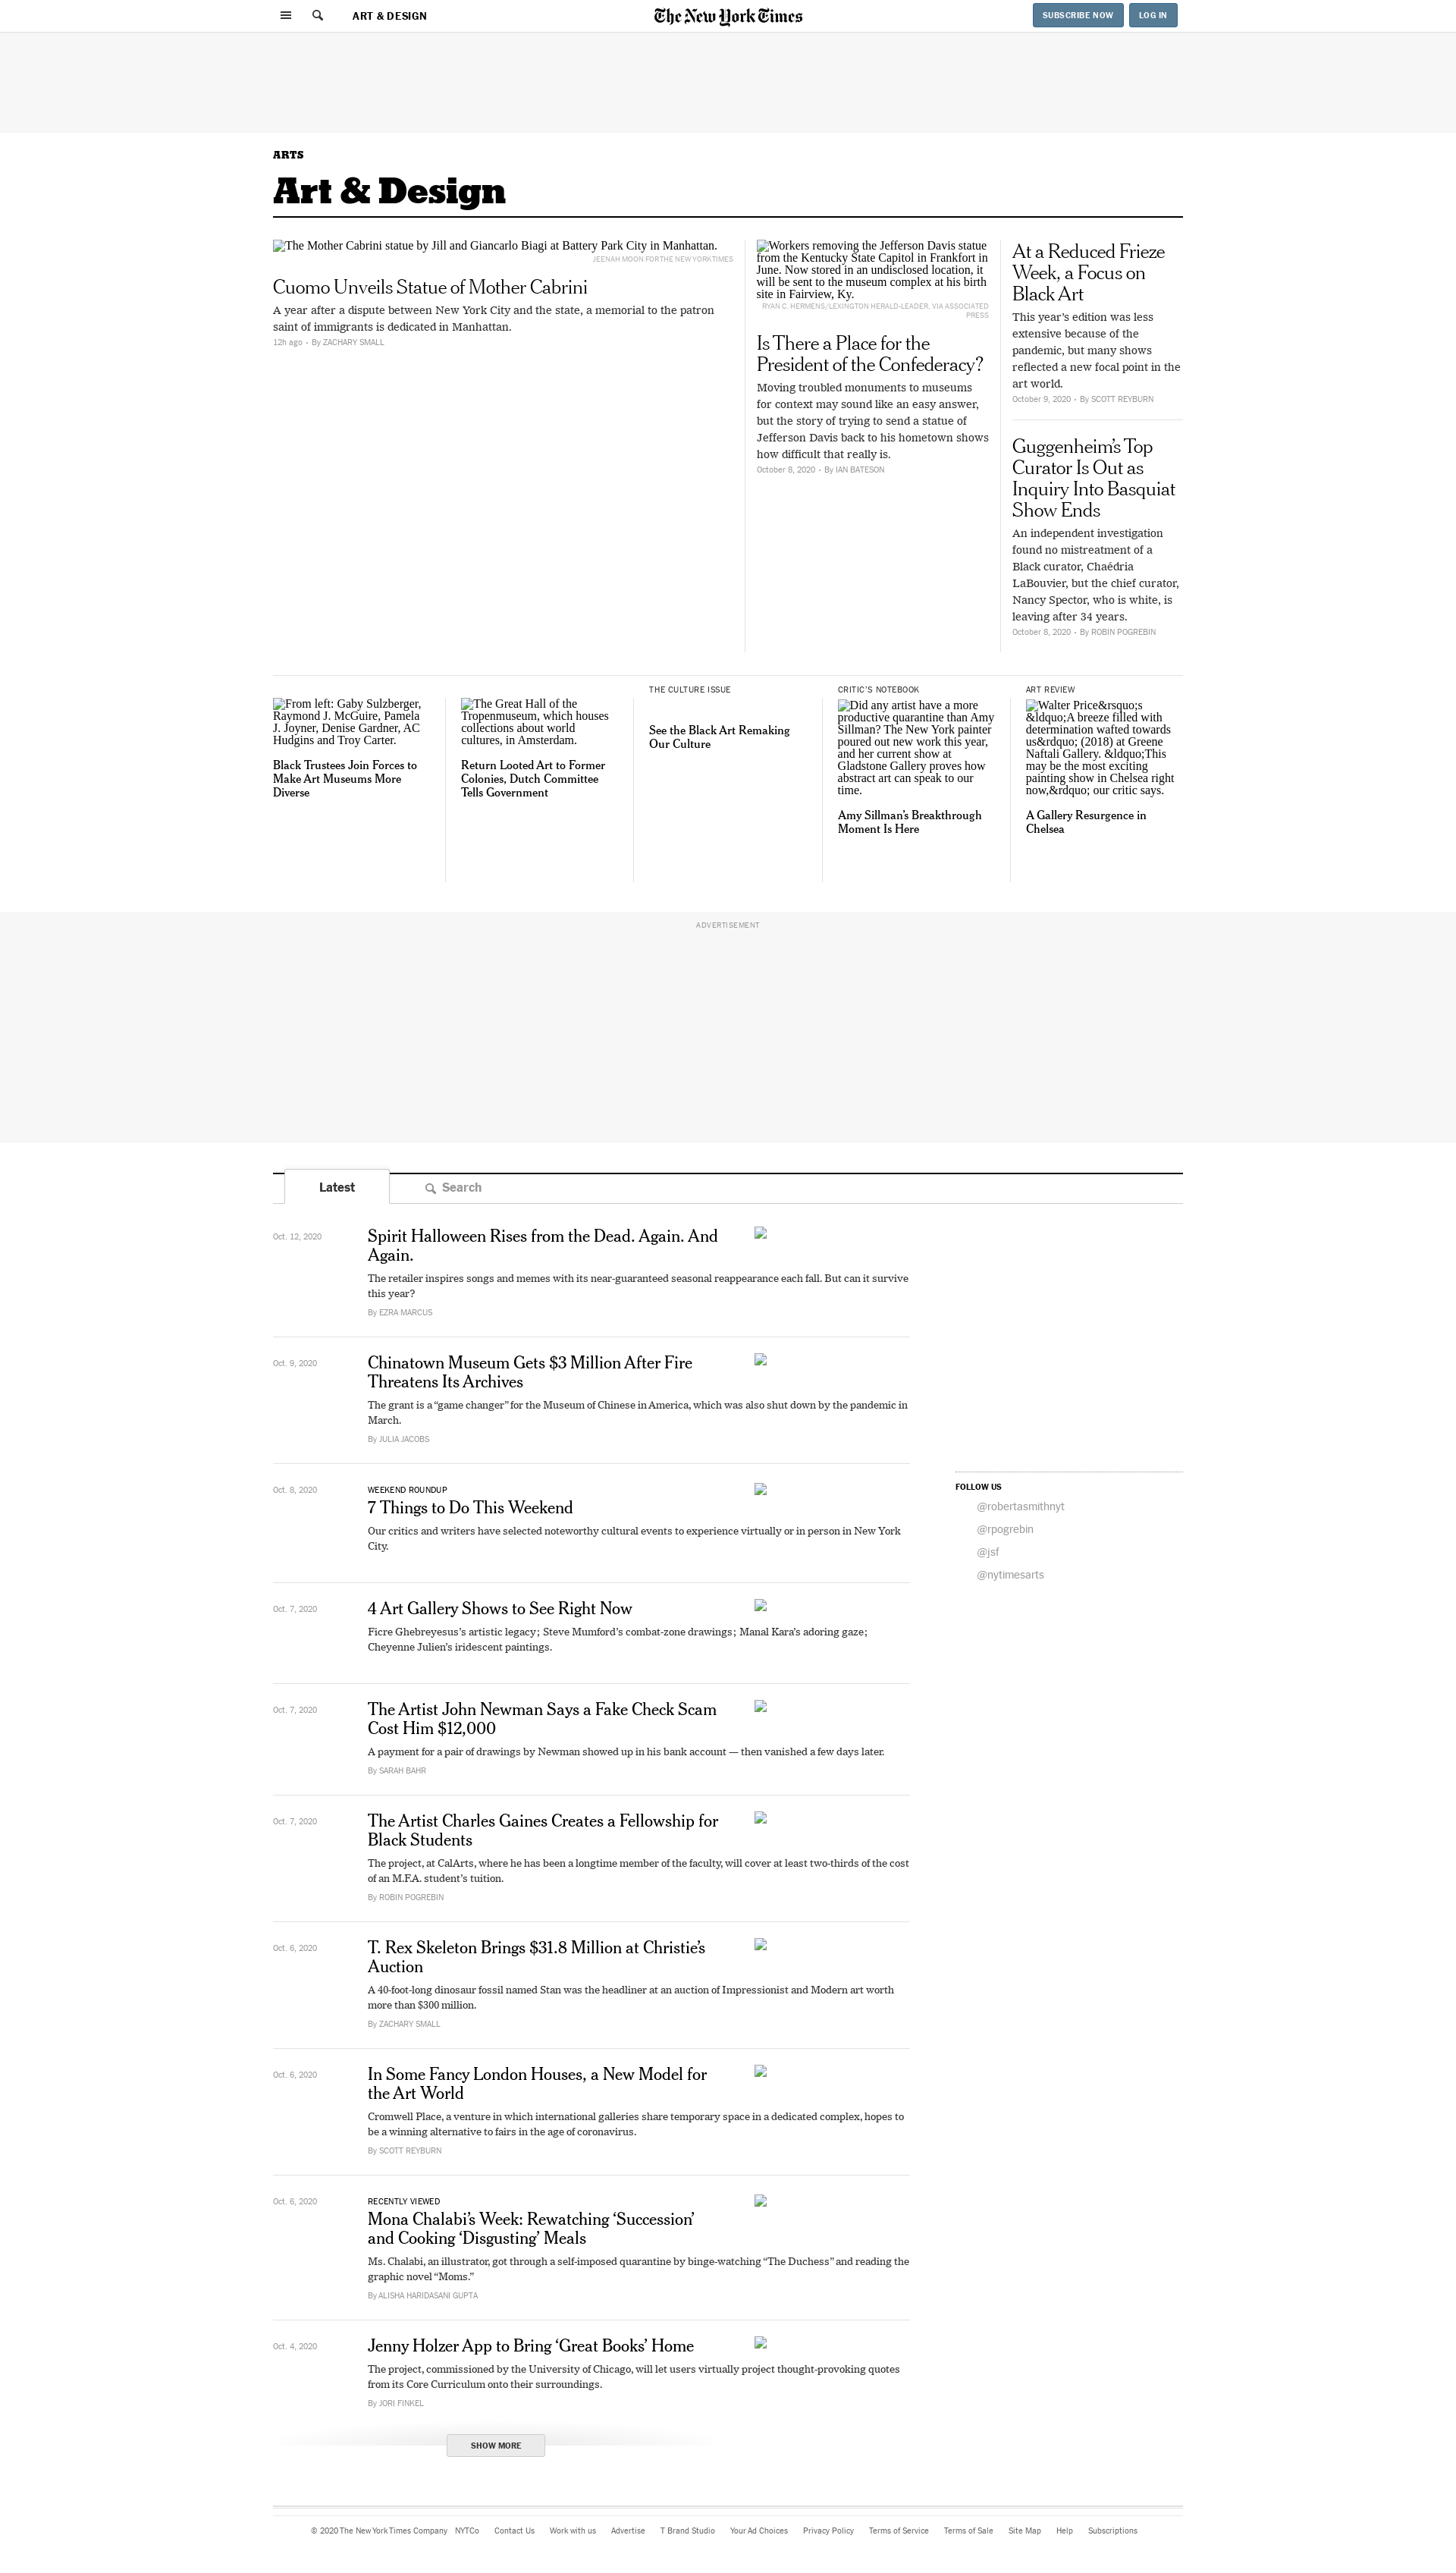 ART & DESIGN
The New York Times
SUBSCRIBE NOW
LOG IN
ARTS
Art & Design
The Mother Cabrini statue by Jill and Giancarlo Biagi at Battery Park City in Manhattan.
JEENAH MOON FOR THE NEW YORK TIMES
Cuomo Unveils Statue of Mother Cabrini
A year after a dispute between New York City and the state, a memorial to the patron
saint of immigrants is dedicated in Manhattan.
12h ago • By ZACHARY SMALL
Workers removing the Jefferson Davis statue
from the Kentucky State Capitol in Frankfort in
June. Now stored in an undisclosed location, it
will be sent to the museum complex at his birth
site in Fairview, Ky.
RYAN C. HERMENS/LEXINGTON HERALD-LEADER, VIA ASSOCIATED
PRESS
Is There a Place for the
President of the Confederacy?
Moving troubled monuments to museums
for context may sound like an easy answer,
but the story of trying to send a statue of
Jefferson Davis back to his hometown shows
how difficult that really is.
October 8, 2020 • By IAN BATESON
At a Reduced Frieze
Week, a Focus on
Black Art
This year’s edition was less
extensive because of the
pandemic, but many shows
reflected a new focal point in the
art world.
October 9, 2020 • By SCOTT REYBURN
Guggenheim’s Top
Curator Is Out as
Inquiry Into Basquiat
Show Ends
An independent investigation
found no mistreatment of a
Black curator, Chaédria
LaBouvier, but the chief curator,
Nancy Spector, who is white, is
leaving after 34 years.
October 8, 2020 • By ROBIN POGREBIN
From left: Gaby Sulzberger,
Raymond J. McGuire, Pamela
J. Joyner, Denise Gardner, AC
Hudgins and Troy Carter.
Black Trustees Join Forces to
Make Art Museums More
Diverse
The Great Hall of the
Tropenmuseum, which houses
collections about world
cultures, in Amsterdam.
Return Looted Art to Former
Colonies, Dutch Committee
Tells Government
THE CULTURE ISSUE
See the Black Art Remaking
Our Culture
CRITIC’S NOTEBOOK
Did any artist have a more
productive quarantine than Amy
Sillman? The New York painter
poured out new work this year,
and her current show at
Gladstone Gallery proves how
abstract art can speak to our
time.
Amy Sillman’s Breakthrough
Moment Is Here
ART REVIEW
Walter Price&rsquo;s
&ldquo;A breeze filled with
determination wafted towards
us&rdquo; (2018) at Greene
Naftali Gallery. &ldquo;This
may be the most exciting
painting show in Chelsea right
now,&rdquo; our critic says.
A Gallery Resurgence in
Chelsea
ADVERTISEMENT
Latest
Search
Oct. 12, 2020
Spirit Halloween Rises from the Dead. Again. And
Again.
The retailer inspires songs and memes with its near-guaranteed seasonal reappearance each fall. But can it survive
this year?
By EZRA MARCUS
Oct. 9, 2020
Chinatown Museum Gets $3 Million After Fire
Threatens Its Archives
The grant is a “game changer” for the Museum of Chinese in America, which was also shut down by the pandemic in
March.
By JULIA JACOBS
Oct. 8, 2020
WEEKEND ROUNDUP
7 Things to Do This Weekend
Our critics and writers have selected noteworthy cultural events to experience virtually or in person in New York
City.
Oct. 7, 2020
4 Art Gallery Shows to See Right Now
Ficre Ghebreyesus’s artistic legacy; Steve Mumford’s combat-zone drawings; Manal Kara’s adoring gaze;
Cheyenne Julien’s iridescent paintings.
Oct. 7, 2020
The Artist John Newman Says a Fake Check Scam
Cost Him $12,000
A payment for a pair of drawings by Newman showed up in his bank account — then vanished a few days later.
By SARAH BAHR
Oct. 7, 2020
The Artist Charles Gaines Creates a Fellowship for
Black Students
The project, at CalArts, where he has been a longtime member of the faculty, will cover at least two-thirds of the cost
of an M.F.A. student’s tuition.
By ROBIN POGREBIN
Oct. 6, 2020
T. Rex Skeleton Brings $31.8 Million at Christie’s
Auction
A 40-foot-long dinosaur fossil named Stan was the headliner at an auction of Impressionist and Modern art worth
more than $300 million.
By ZACHARY SMALL
Oct. 6, 2020
In Some Fancy London Houses, a New Model for
the Art World
Cromwell Place, a venture in which international galleries share temporary space in a dedicated complex, hopes to
be a winning alternative to fairs in the age of coronavirus.
By SCOTT REYBURN
Oct. 6, 2020
RECENTLY VIEWED
Mona Chalabi’s Week: Rewatching ‘Succession’
and Cooking ‘Disgusting’ Meals
Ms. Chalabi, an illustrator, got through a self-imposed quarantine by binge-watching “The Duchess” and reading the
graphic novel “Moms.”
By ALISHA HARIDASANI GUPTA
Oct. 4, 2020
Jenny Holzer App to Bring ‘Great Books’ Home
The project, commissioned by the University of Chicago, will let users virtually project thought-provoking quotes
from its Core Curriculum onto their surroundings.
By JORI FINKEL
SHOW MORE
FOLLOW US
@robertasmithnyt
@rpogrebin
@jsf
@nytimesarts
© 2020 The New York Times Company NYTCo Contact Us Work with us Advertise T Brand Studio Your Ad Choices Privacy Policy Terms of Service Terms of Sale Site Map Help Subscriptions